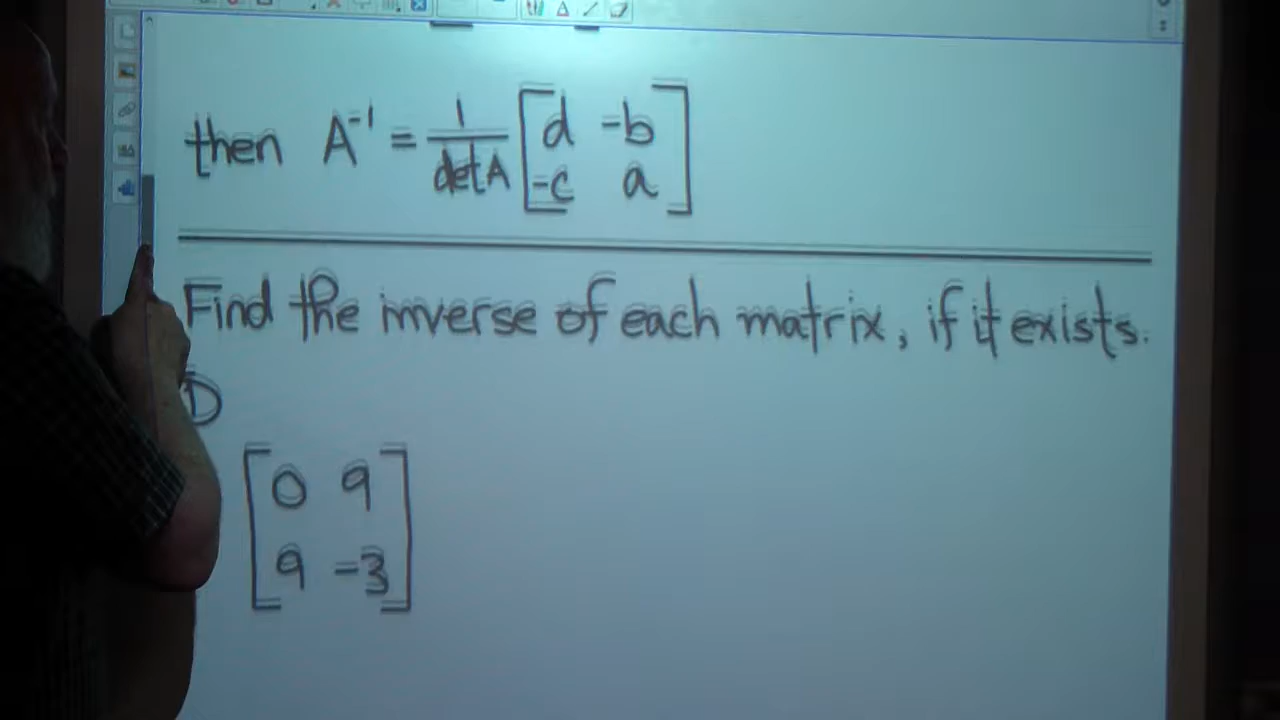 then A⁻¹ = 1/detA [d -b
-c a]
Find the inverse of each matrix, if it exists.
①
[0 9
9 -3]